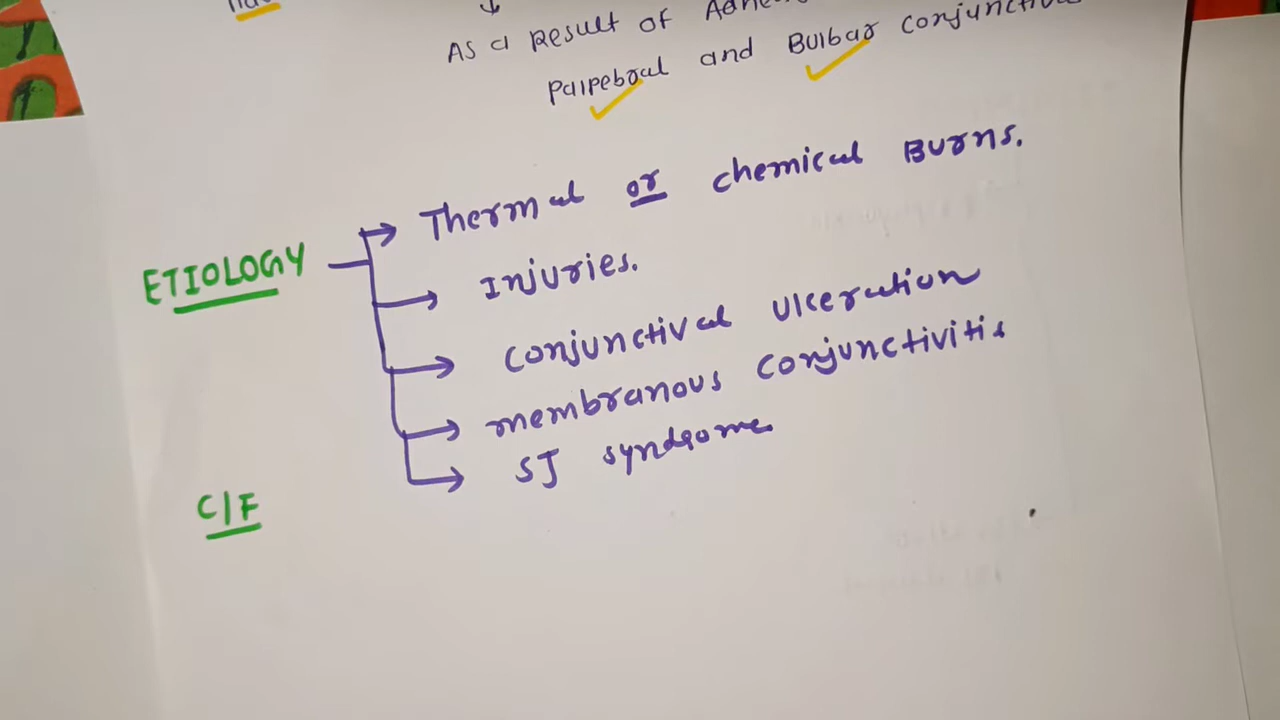 As a Result of
palpebral and Bulbar
ETIOLOGY
Thermal or chemical Burns.
Injuries.
conjunctival ulceration
membranous conjunctivitis
SJ syndrome.
C/F